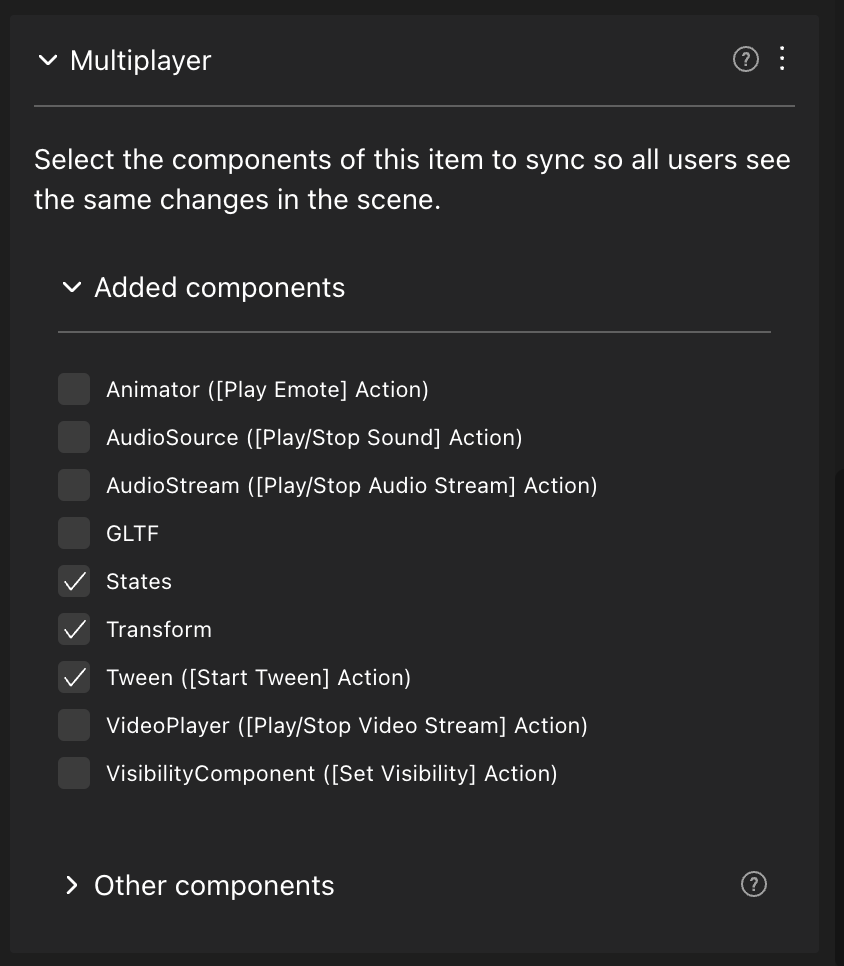 Multiplayer
?
Select the components of this item to sync so all users see
the same changes in the scene.
Added components
Animator ([Play Emote] Action)
AudioSource ([Play/Stop Sound] Action)
AudioStream ([Play/Stop Audio Stream] Action)
GLTF
States
Transform
Tween ([Start Tween] Action)
VideoPlayer ([Play/Stop Video Stream] Action)
VisibilityComponent ([Set Visibility] Action)
Other components
?